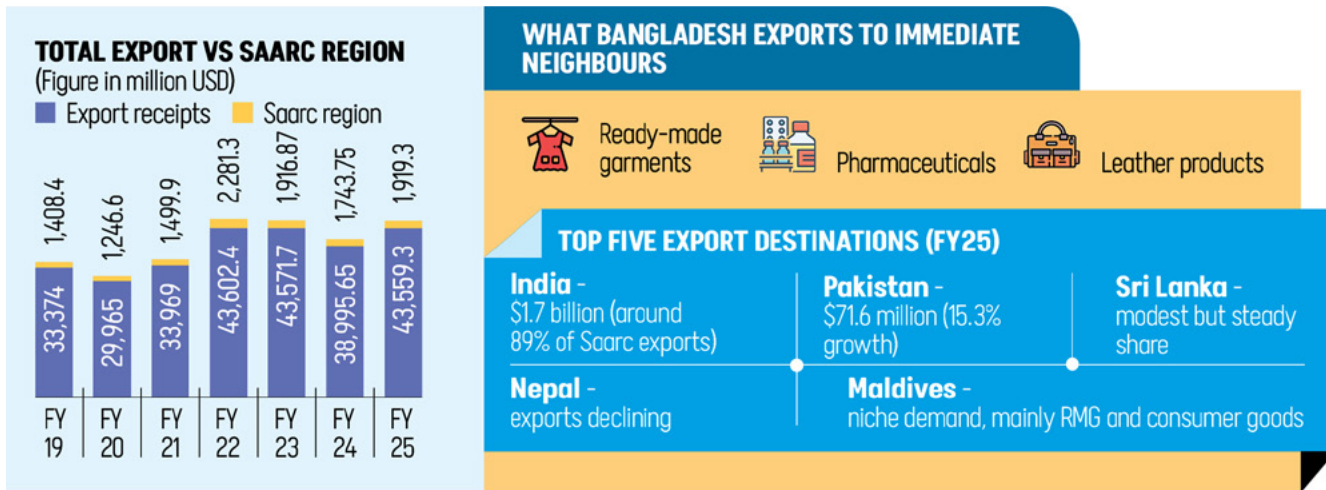 TOTAL EXPORT VS SAARC REGION
(Figure in million USD)
Export receipts Saarc region
1,408.4 1,246.6 1,499.9 2,281.3 1,916.87 1,743.75 1,919.3
33,374 29,965 33,969 43,602.4 43,571.7 38,995.65 43,559.3
FY FY FY FY FY FY FY
19 20 21 22 23 24 25
WHAT BANGLADESH EXPORTS TO IMMEDIATE
NEIGHBOURS
Ready-made
garments
Pharmaceuticals
Leather products
TOP FIVE EXPORT DESTINATIONS (FY25)
India -
$1.7 billion (around
89% of Saarc exports)
Pakistan -
$71.6 million (15.3%
growth)
Sri Lanka -
modest but steady
share
Nepal -
exports declining
Maldives -
niche demand, mainly RMG and consumer goods